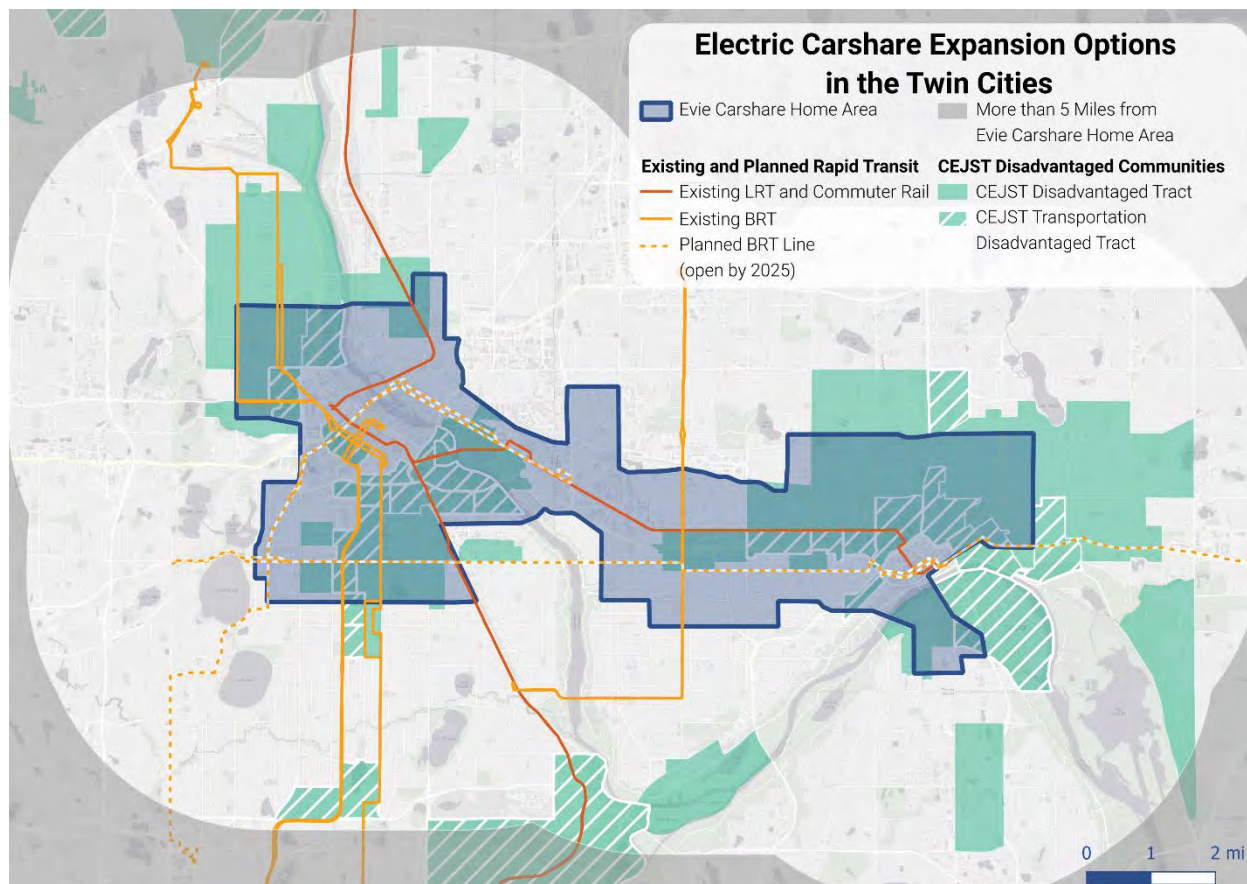 Electric Carshare Expansion Options
in the Twin Cities
Evie Carshare Home Area
More than 5 Miles from
Evie Carshare Home Area
Existing and Planned Rapid Transit
Existing LRT and Commuter Rail
Existing BRT
Planned BRT Line
(open by 2025)
CEJST Disadvantaged Communities
CEJST Disadvantaged Tract
CEJST Transportation
Disadvantaged Tract
0 1 2 mi